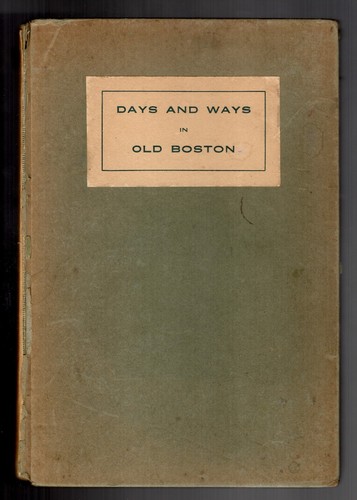 DAYS AND WAYS
IN
OLD BOSTON